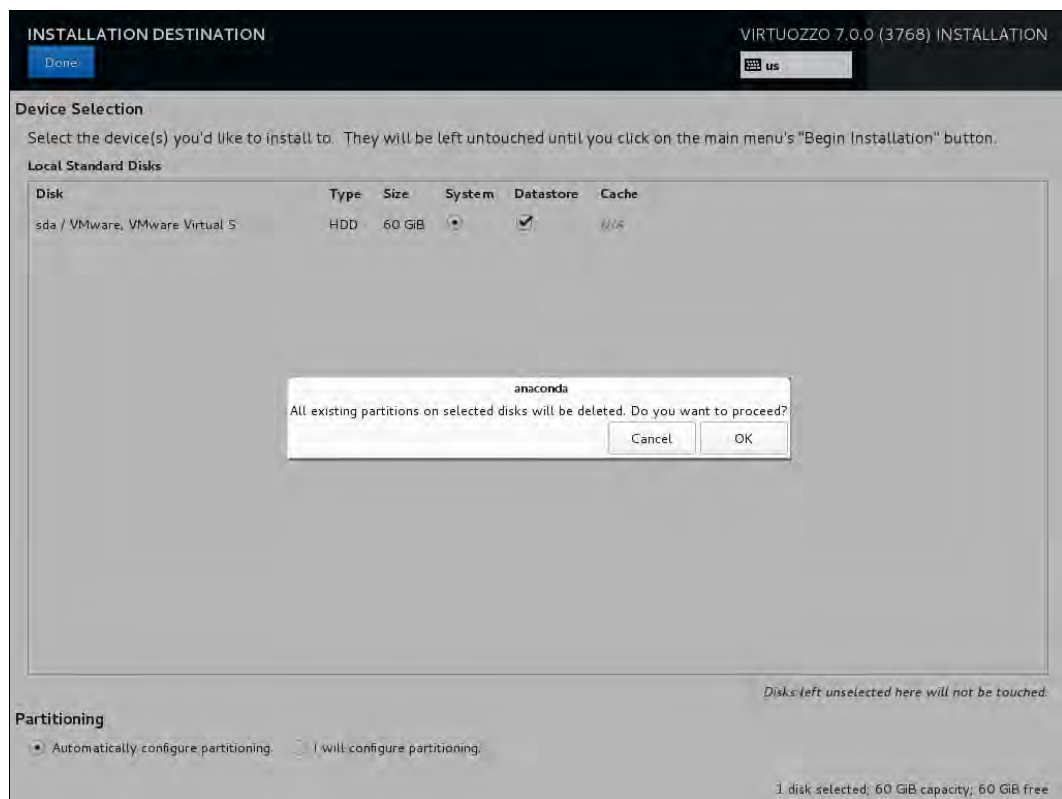 INSTALLATION DESTINATION
Done
VIRTUOZZO 7.0.0 (3768) INSTALLATION
us
Device Selection
Select the device(s) you'd like to install to. They will be left untouched until you click on the main menu's "Begin Installation" button.
Local Standard Disks
Disk Type Size System Datastore Cache
sda / VMware, VMware Virtual S HDD 60 GiB N/A
anaconda
All existing partitions on selected disks will be deleted. Do you want to proceed?
Cancel OK
Disks left unselected here will not be touched.
Partitioning
Automatically configure partitioning. I will configure partitioning.
1 disk selected; 60 GiB capacity; 60 GiB free